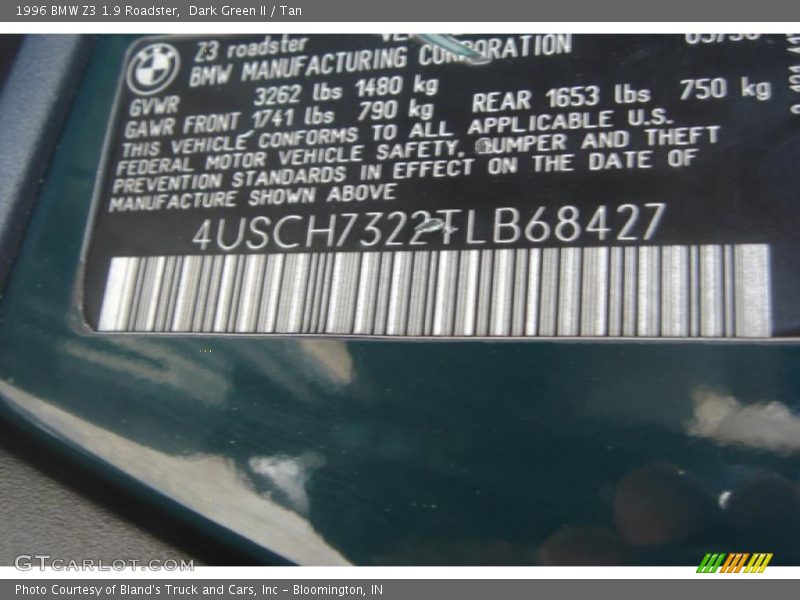 1996 BMW Z3 1.9 Roadster, Dark Green II / Tan
Z3 roadster
BMW MANUFACTURING CORPORATION
GVWR 3262 lbs 1480 kg
GAWR FRONT 1741 lbs 790 kg REAR 1653 lbs 750 kg
THIS VEHICLE CONFORMS TO ALL APPLICABLE U.S.
FEDERAL MOTOR VEHICLE SAFETY, BUMPER AND THEFT
PREVENTION STANDARDS IN EFFECT ON THE DATE OF
MANUFACTURE SHOWN ABOVE
4USCH7322TLB68427
GTcarlot.com
Photo Courtesy of Bland's Truck and Cars, Inc - Bloomington, IN